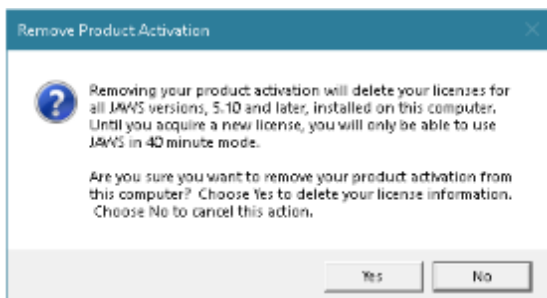 Remove Product Activation
Removing your product activation will delete your licenses for
all JAWS versions, 5.10 and later, installed on this computer.
Until you acquire a new license, you will only be able to use
JAWS in 40 minute mode.
Are you sure you want to remove your product activation from
this computer? Choose Yes to delete your license information.
Choose No to cancel this action.
Yes
No